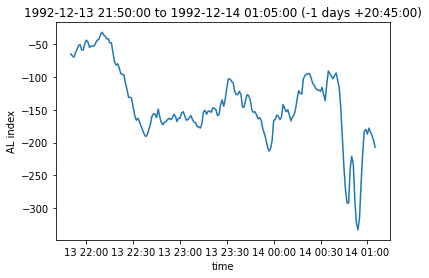 1992-12-13 21:50:00 to 1992-12-14 01:05:00 (-1 days +20:45:00)
−50
−100
−150
−200
−250
−300
AL index
13 22:00 13 22:30 13 23:00 13 23:30 14 00:00 14 00:30 14 01:00
time